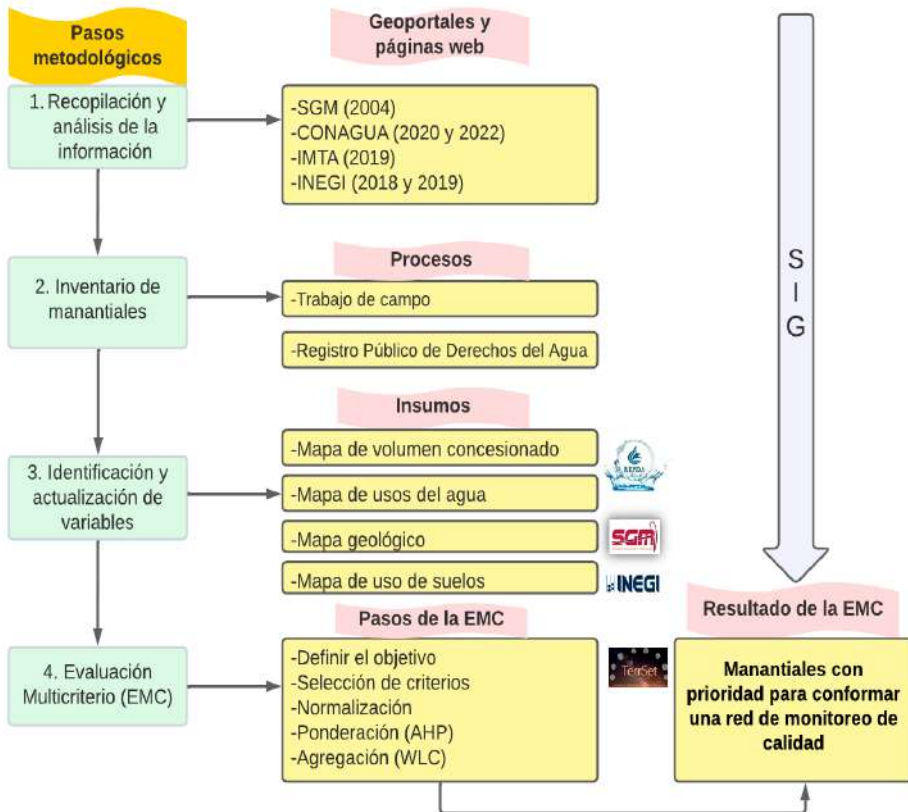 Pasos
metodológicos
Geoportales y
páginas web
1. Recopilación y
análisis de la
información
-SGM (2004)
-CONAGUA (2020 y 2022)
-IMTA (2019)
-INEGI (2018 y 2019)
Procesos
2. Inventario de
manantiales
-Trabajo de campo
-Registro Público de Derechos del Agua
S
I
G
Insumos
3. Identificación y
actualización de
variables
-Mapa de volumen concesionado
REPDA
-Mapa de usos del agua
-Mapa geológico
SGM
-Mapa de uso de suelos
INEGI
Pasos de la EMC
4. Evaluación
Multicriterio (EMC)
-Definir el objetivo
-Selección de criterios
-Normalización
-Ponderación (AHP)
-Agregación (WLC)
TerrSet
Resultado de la EMC
Manantiales con
prioridad para conformar
una red de monitoreo de
calidad